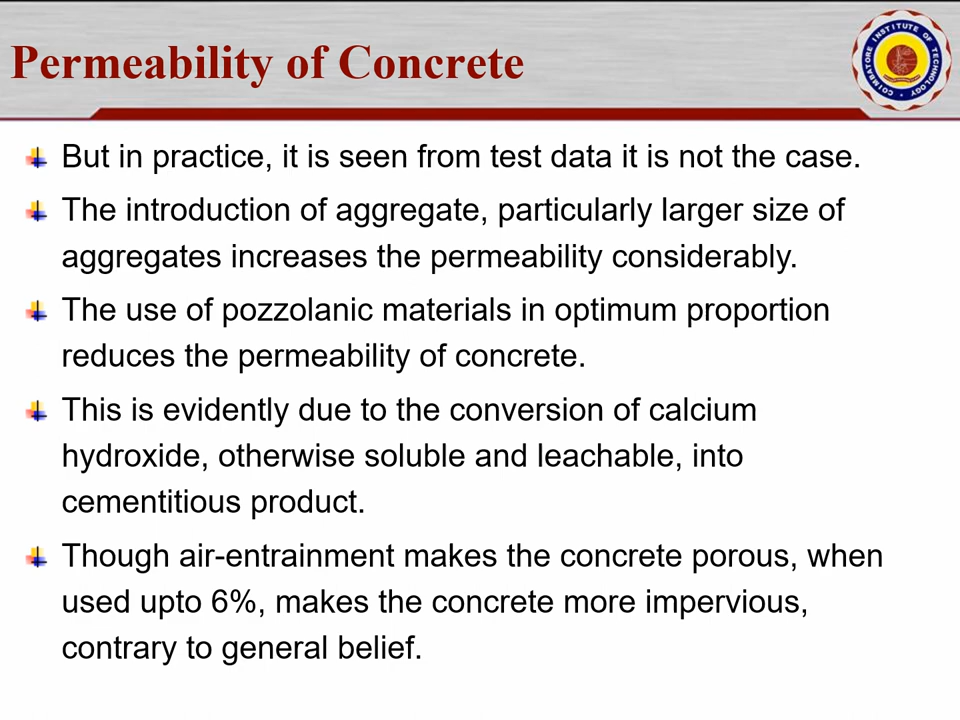 Permeability of Concrete
COIMBATORE INSTITUTE OF TECHNOLOGY
But in practice, it is seen from test data it is not the case.
The introduction of aggregate, particularly larger size of
aggregates increases the permeability considerably.
The use of pozzolanic materials in optimum proportion
reduces the permeability of concrete.
This is evidently due to the conversion of calcium
hydroxide, otherwise soluble and leachable, into
cementitious product.
Though air-entrainment makes the concrete porous, when
used upto 6%, makes the concrete more impervious,
contrary to general belief.